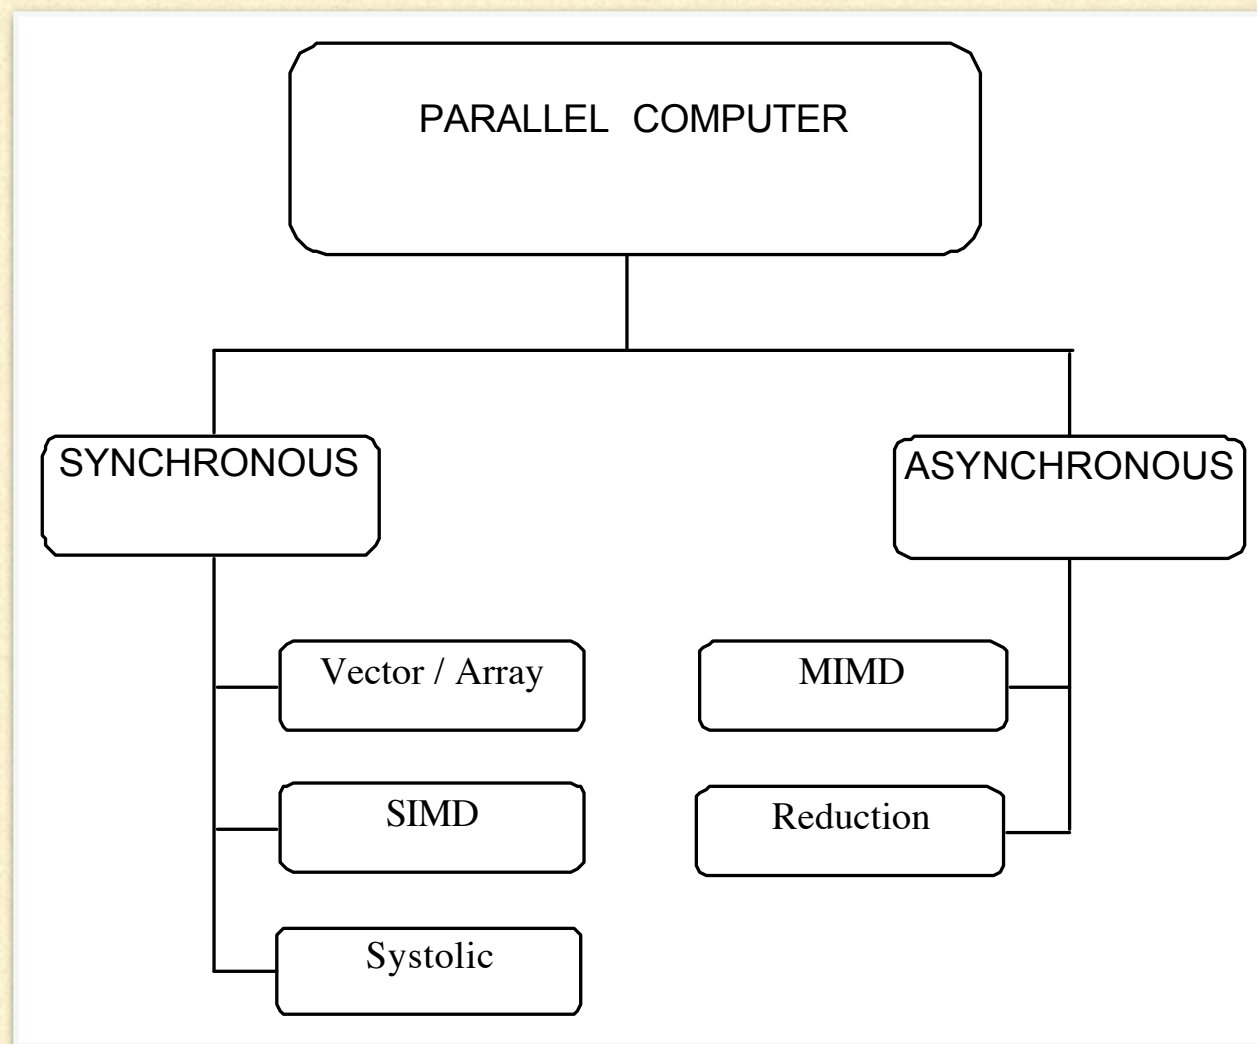 PARALLEL COMPUTER
SYNCHRONOUS
ASYNCHRONOUS
Vector / Array
MIMD
SIMD
Reduction
Systolic